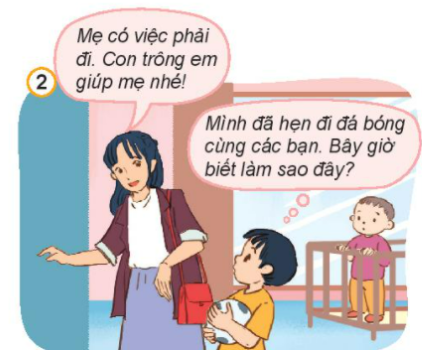 Mẹ có việc phải
đi. Con trông em
giúp mẹ nhé!
2
Mình đã hẹn đi đá bóng
cùng các bạn. Bây giờ
biết làm sao đây?